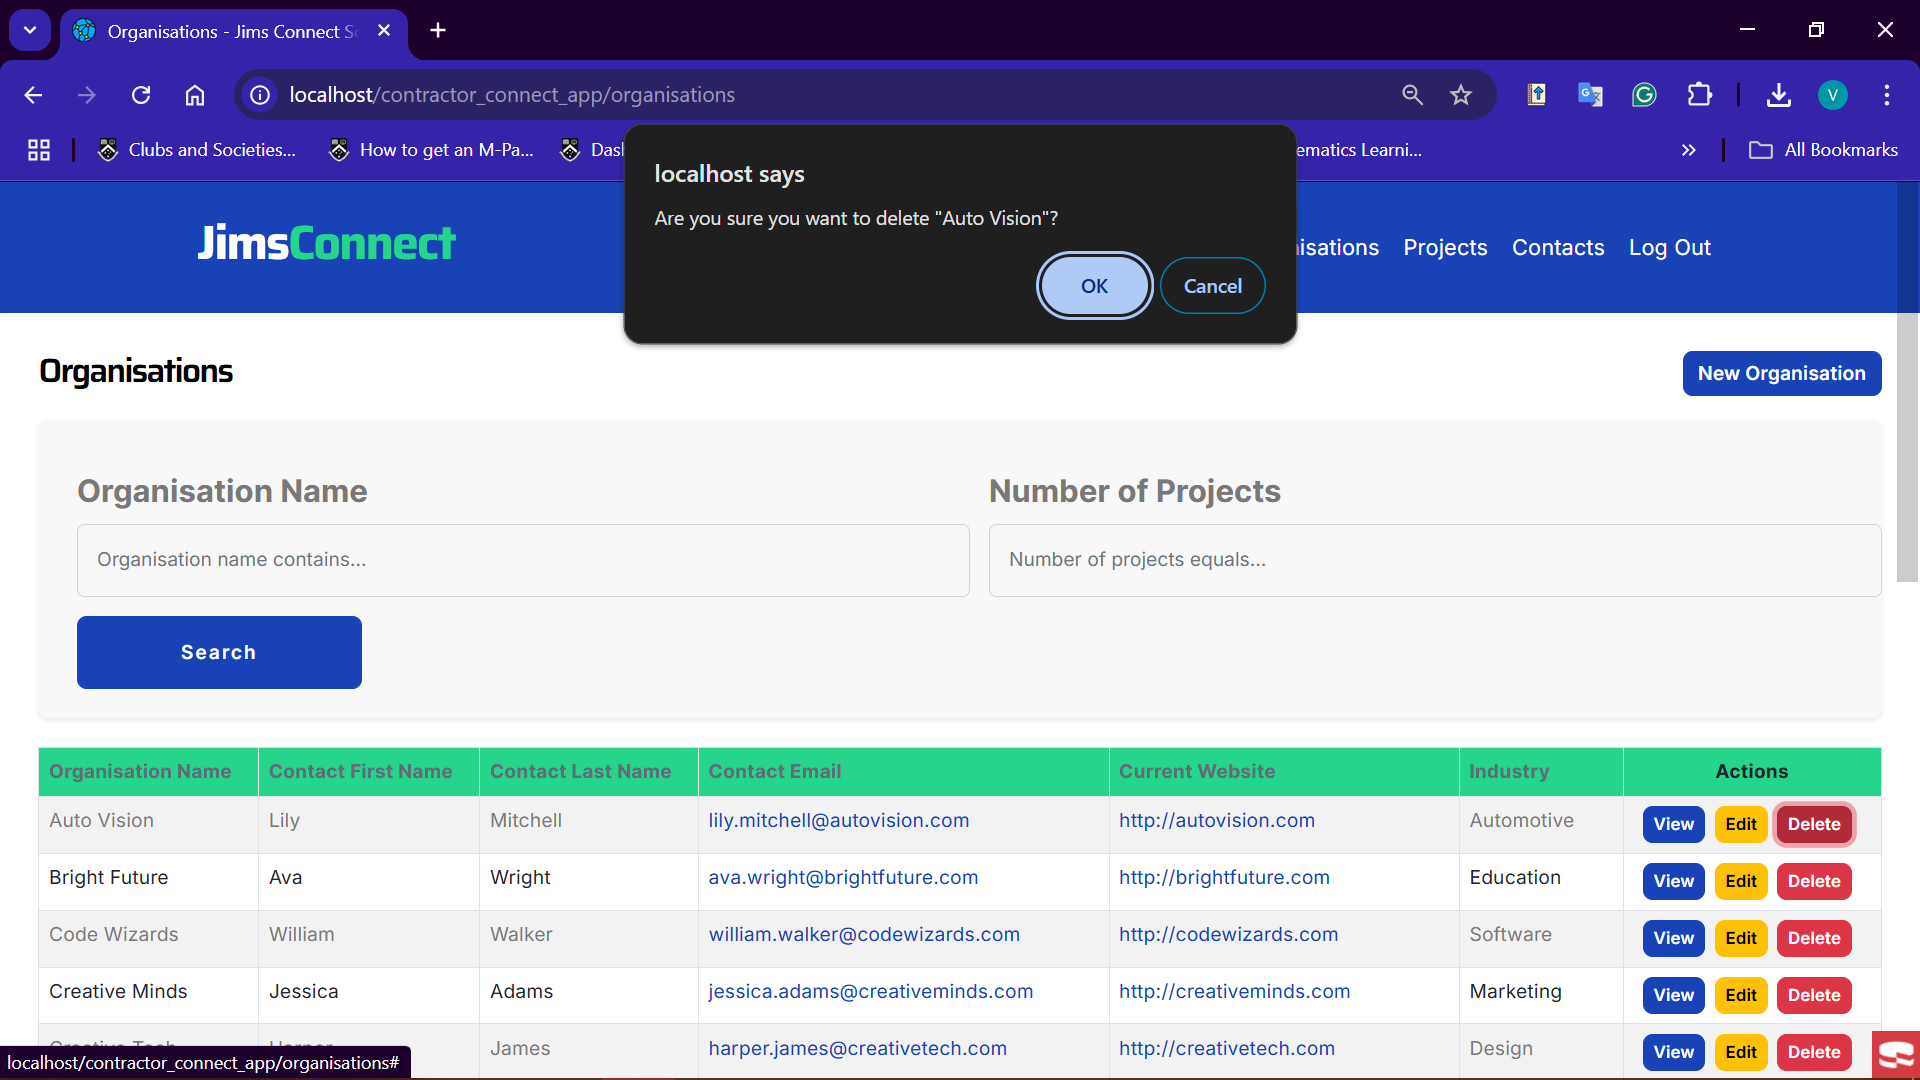 Organisations - Jims Connect S
localhost/contractor_connect_app/organisations
V
Clubs and Societies...
How to get an M-Pa...
Das
ematics Learni...
All Bookmarks
localhost says
Are you sure you want to delete "Auto Vision"?
OK
Cancel
JimsConnect
isations
Projects
Contacts
Log Out
Organisations
New Organisation
Organisation Name
Number of Projects
Organisation name contains...
Number of projects equals...
Search
Organisation Name Contact First Name Contact Last Name Contact Email Current Website Industry Actions
Auto Vision Lily Mitchell lily.mitchell@autovision.com http://autovision.com Automotive View Edit Delete
Bright Future Ava Wright ava.wright@brightfuture.com http://brightfuture.com Education View Edit Delete
Code Wizards William Walker william.walker@codewizards.com http://codewizards.com Software View Edit Delete
Creative Minds Jessica Adams jessica.adams@creativeminds.com http://creativeminds.com Marketing View Edit Delete
James harper.james@creativetech.com http://creativetech.com Design View Edit Delete
localhost/contractor_connect_app/organisations#